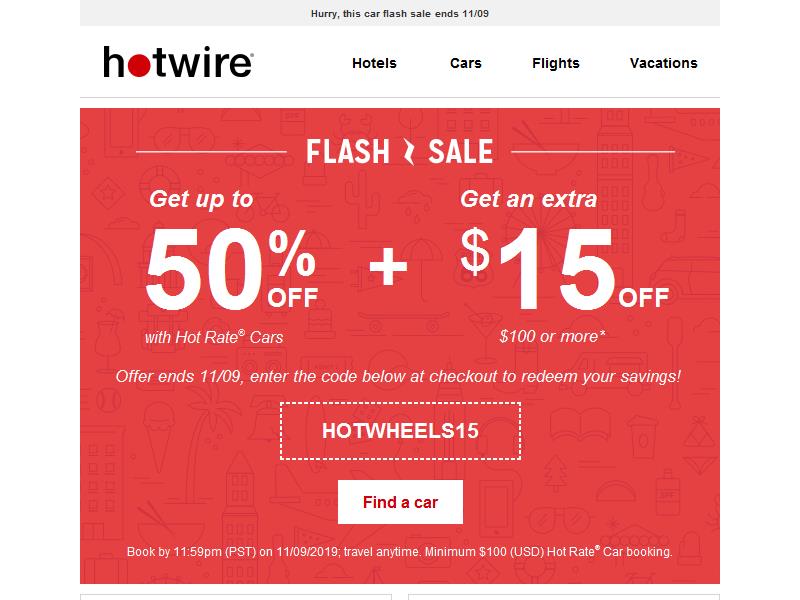 Hurry, this car flash sale ends 11/09
hotwire®
Hotels Cars Flights Vacations
FLASH SALE
Get up to
50% OFF
with Hot Rate® Cars
+
Get an extra
$15 OFF
$100 or more*
Offer ends 11/09, enter the code below at checkout to redeem your savings!
HOTWHEELS15
Find a car
Book by 11:59pm (PST) on 11/09/2019; travel anytime. Minimum $100 (USD) Hot Rate® Car booking.